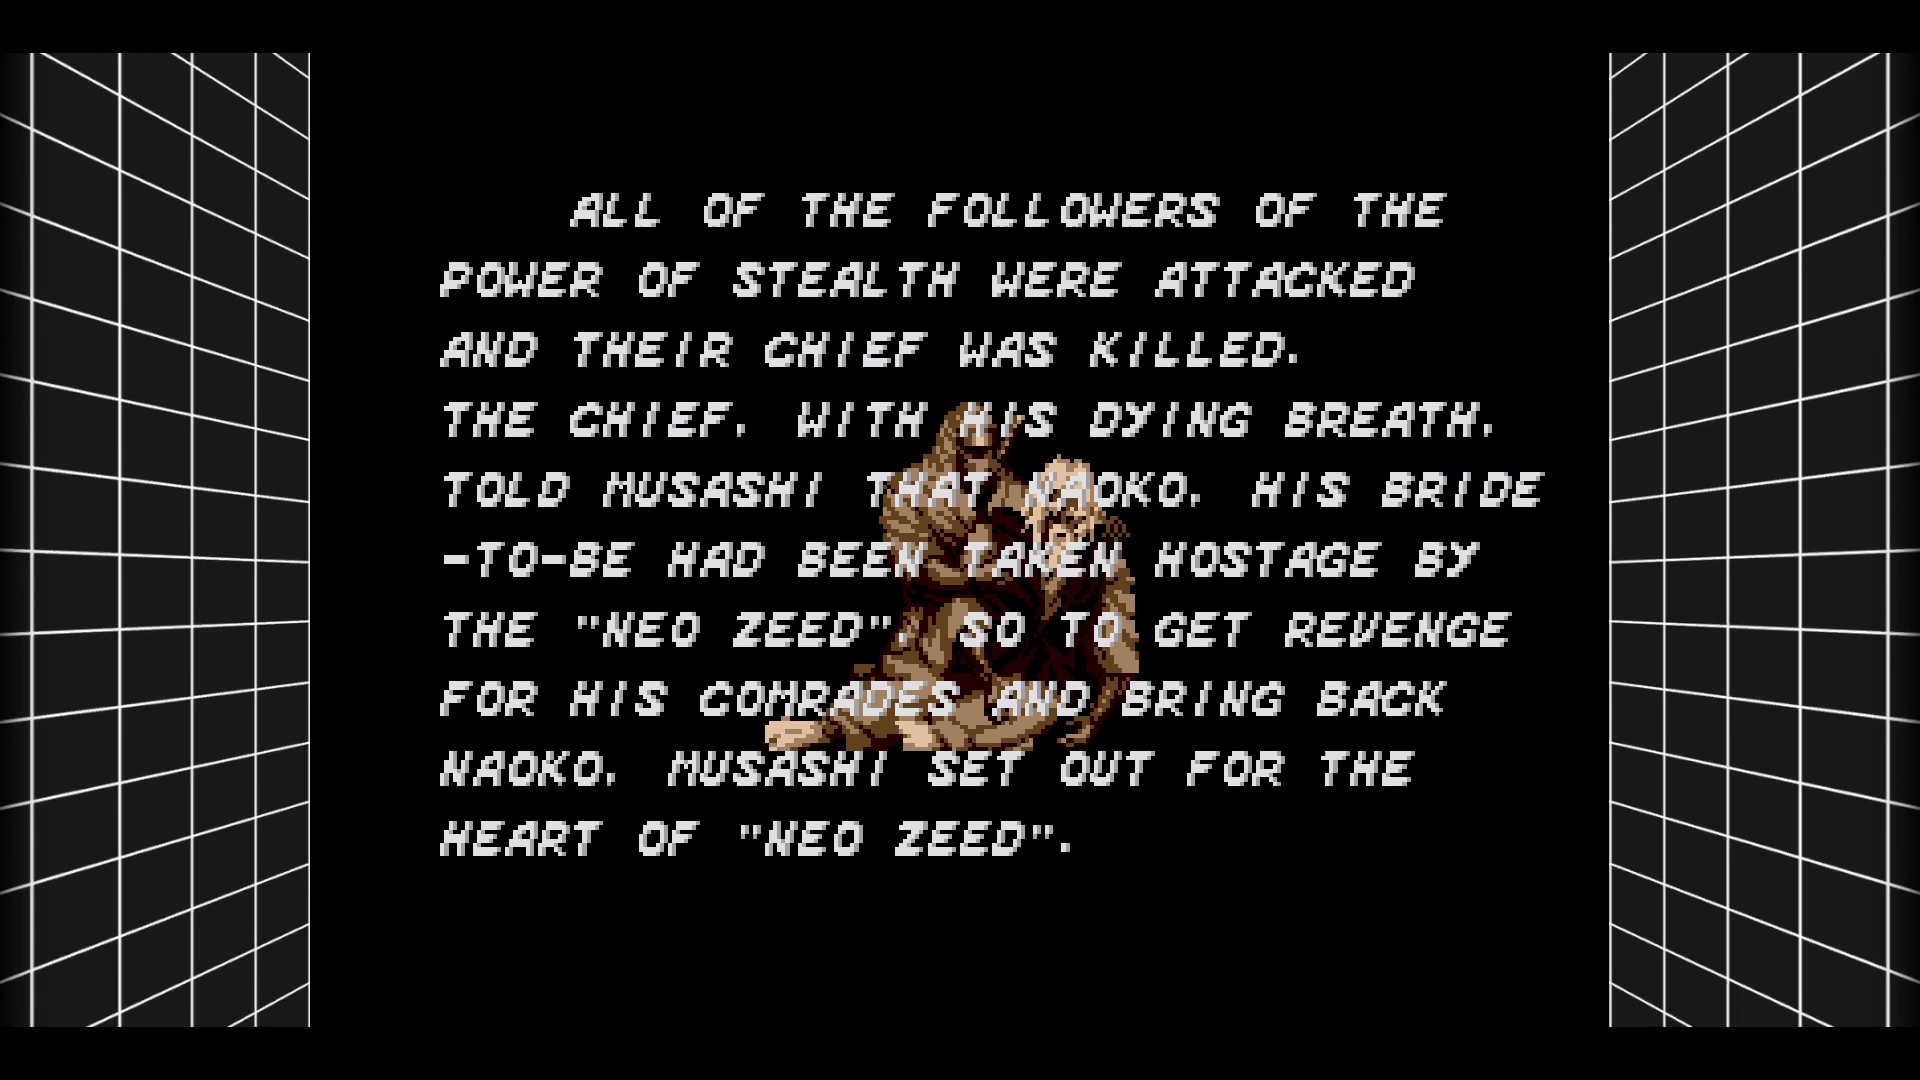 ALL OF THE FOLLOWERS OF THE
POWER OF STEALTH WERE ATTACKED
AND THEIR CHIEF WAS KILLED.
THE CHIEF. WITH HIS DYING BREATH.
TOLD MUSASHI THAT NAOKO. HIS BRIDE
-TO-BE HAD BEEN TAKEN HOSTAGE BY
THE "NEO ZEED". SO TO GET REVENGE
FOR HIS COMRADES AND BRING BACK
NAOKO. MUSASHI SET OUT FOR THE
HEART OF "NEO ZEED".